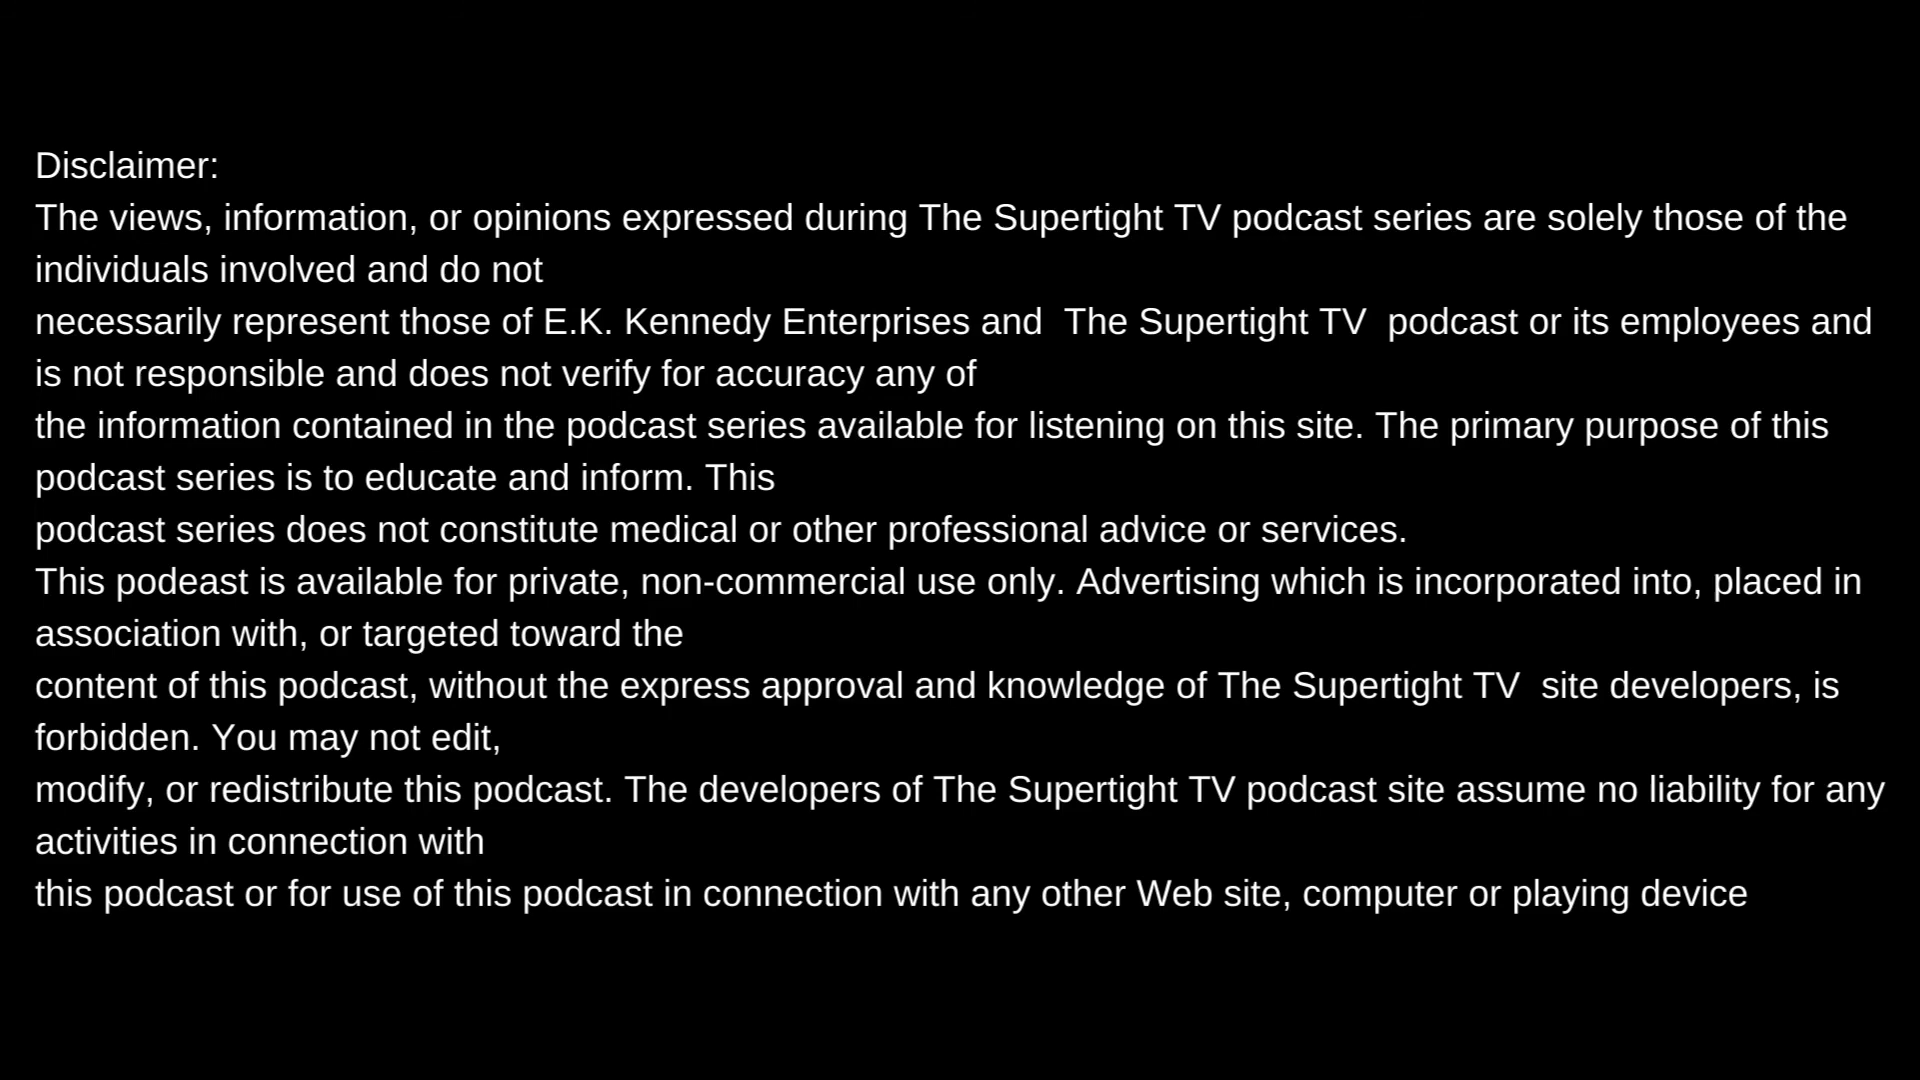 Disclaimer:
The views, information, or opinions expressed during The Supertight TV podcast series are solely those of the
individuals involved and do not
necessarily represent those of E.K. Kennedy Enterprises and  The Supertight TV  podcast or its employees and
is not responsible and does not verify for accuracy any of
the information contained in the podcast series available for listening on this site. The primary purpose of this
podcast series is to educate and inform. This
podcast series does not constitute medical or other professional advice or services.
This podeast is available for private, non-commercial use only. Advertising which is incorporated into, placed in
association with, or targeted toward the
content of this podcast, without the express approval and knowledge of The Supertight TV  site developers, is
forbidden. You may not edit,
modify, or redistribute this podcast. The developers of The Supertight TV podcast site assume no liability for any
activities in connection with
this podcast or for use of this podcast in connection with any other Web site, computer or playing device